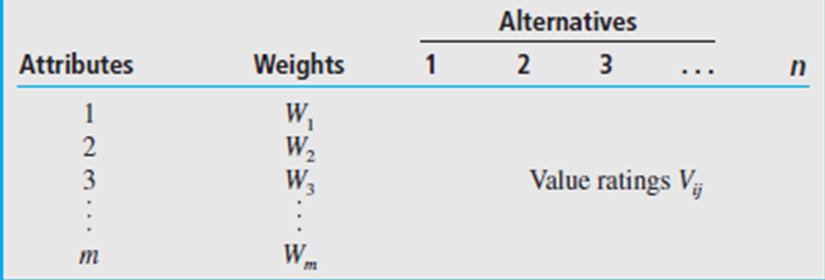 Alternatives
Attributes Weights 1 2 3 ... n
1 W₁
2 W₂
3 W₃ Value ratings Vᵢⱼ
⋮ ⋮
m Wₘ